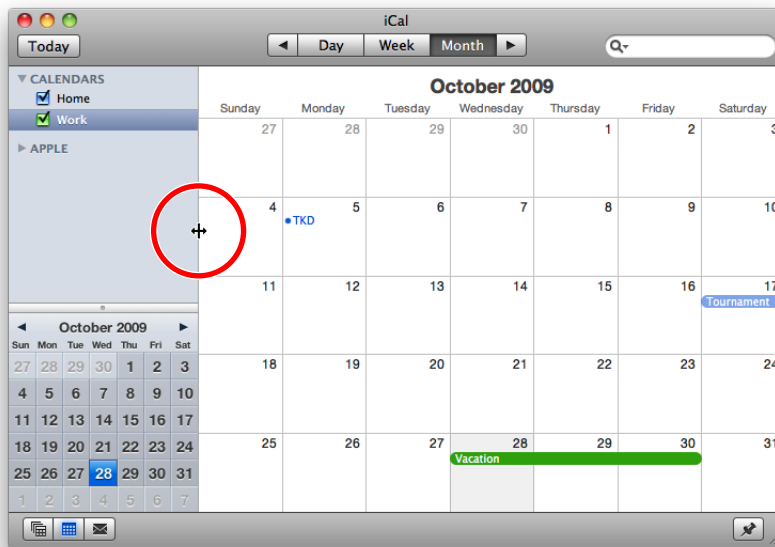 iCal
Today Day Week Month
CALENDARS
Home
Work
APPLE
October 2009
Sunday Monday Tuesday Wednesday Thursday Friday Saturday
27 28 29 30 1 2 3
4 5 6 7 8 9 10
TKD
11 12 13 14 15 16 17
Tournament
18 19 20 21 22 23 24
25 26 27 28 29 30 31
Vacation
October 2009
Sun Mon Tue Wed Thu Fri Sat
27 28 29 30 1 2 3
4 5 6 7 8 9 10
11 12 13 14 15 16 17
18 19 20 21 22 23 24
25 26 27 28 29 30 31
1 2 3 4 5 6 7